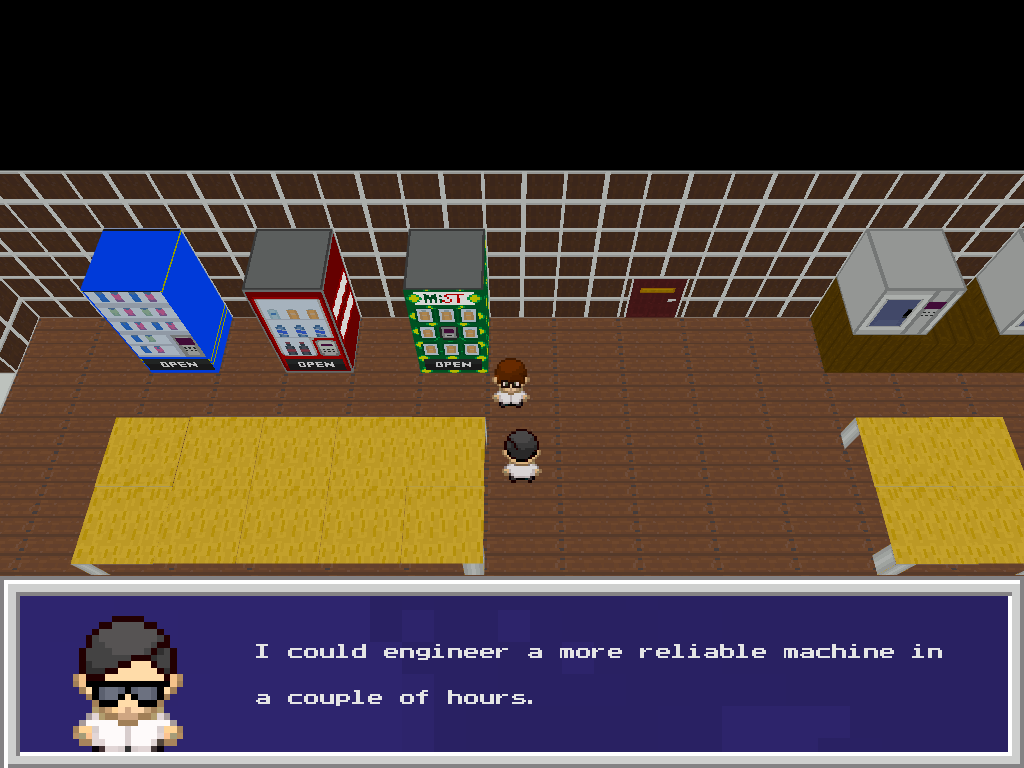 MiST
OPEN
OPEN
OPEN
I could engineer a more reliable machine in
a couple of hours.